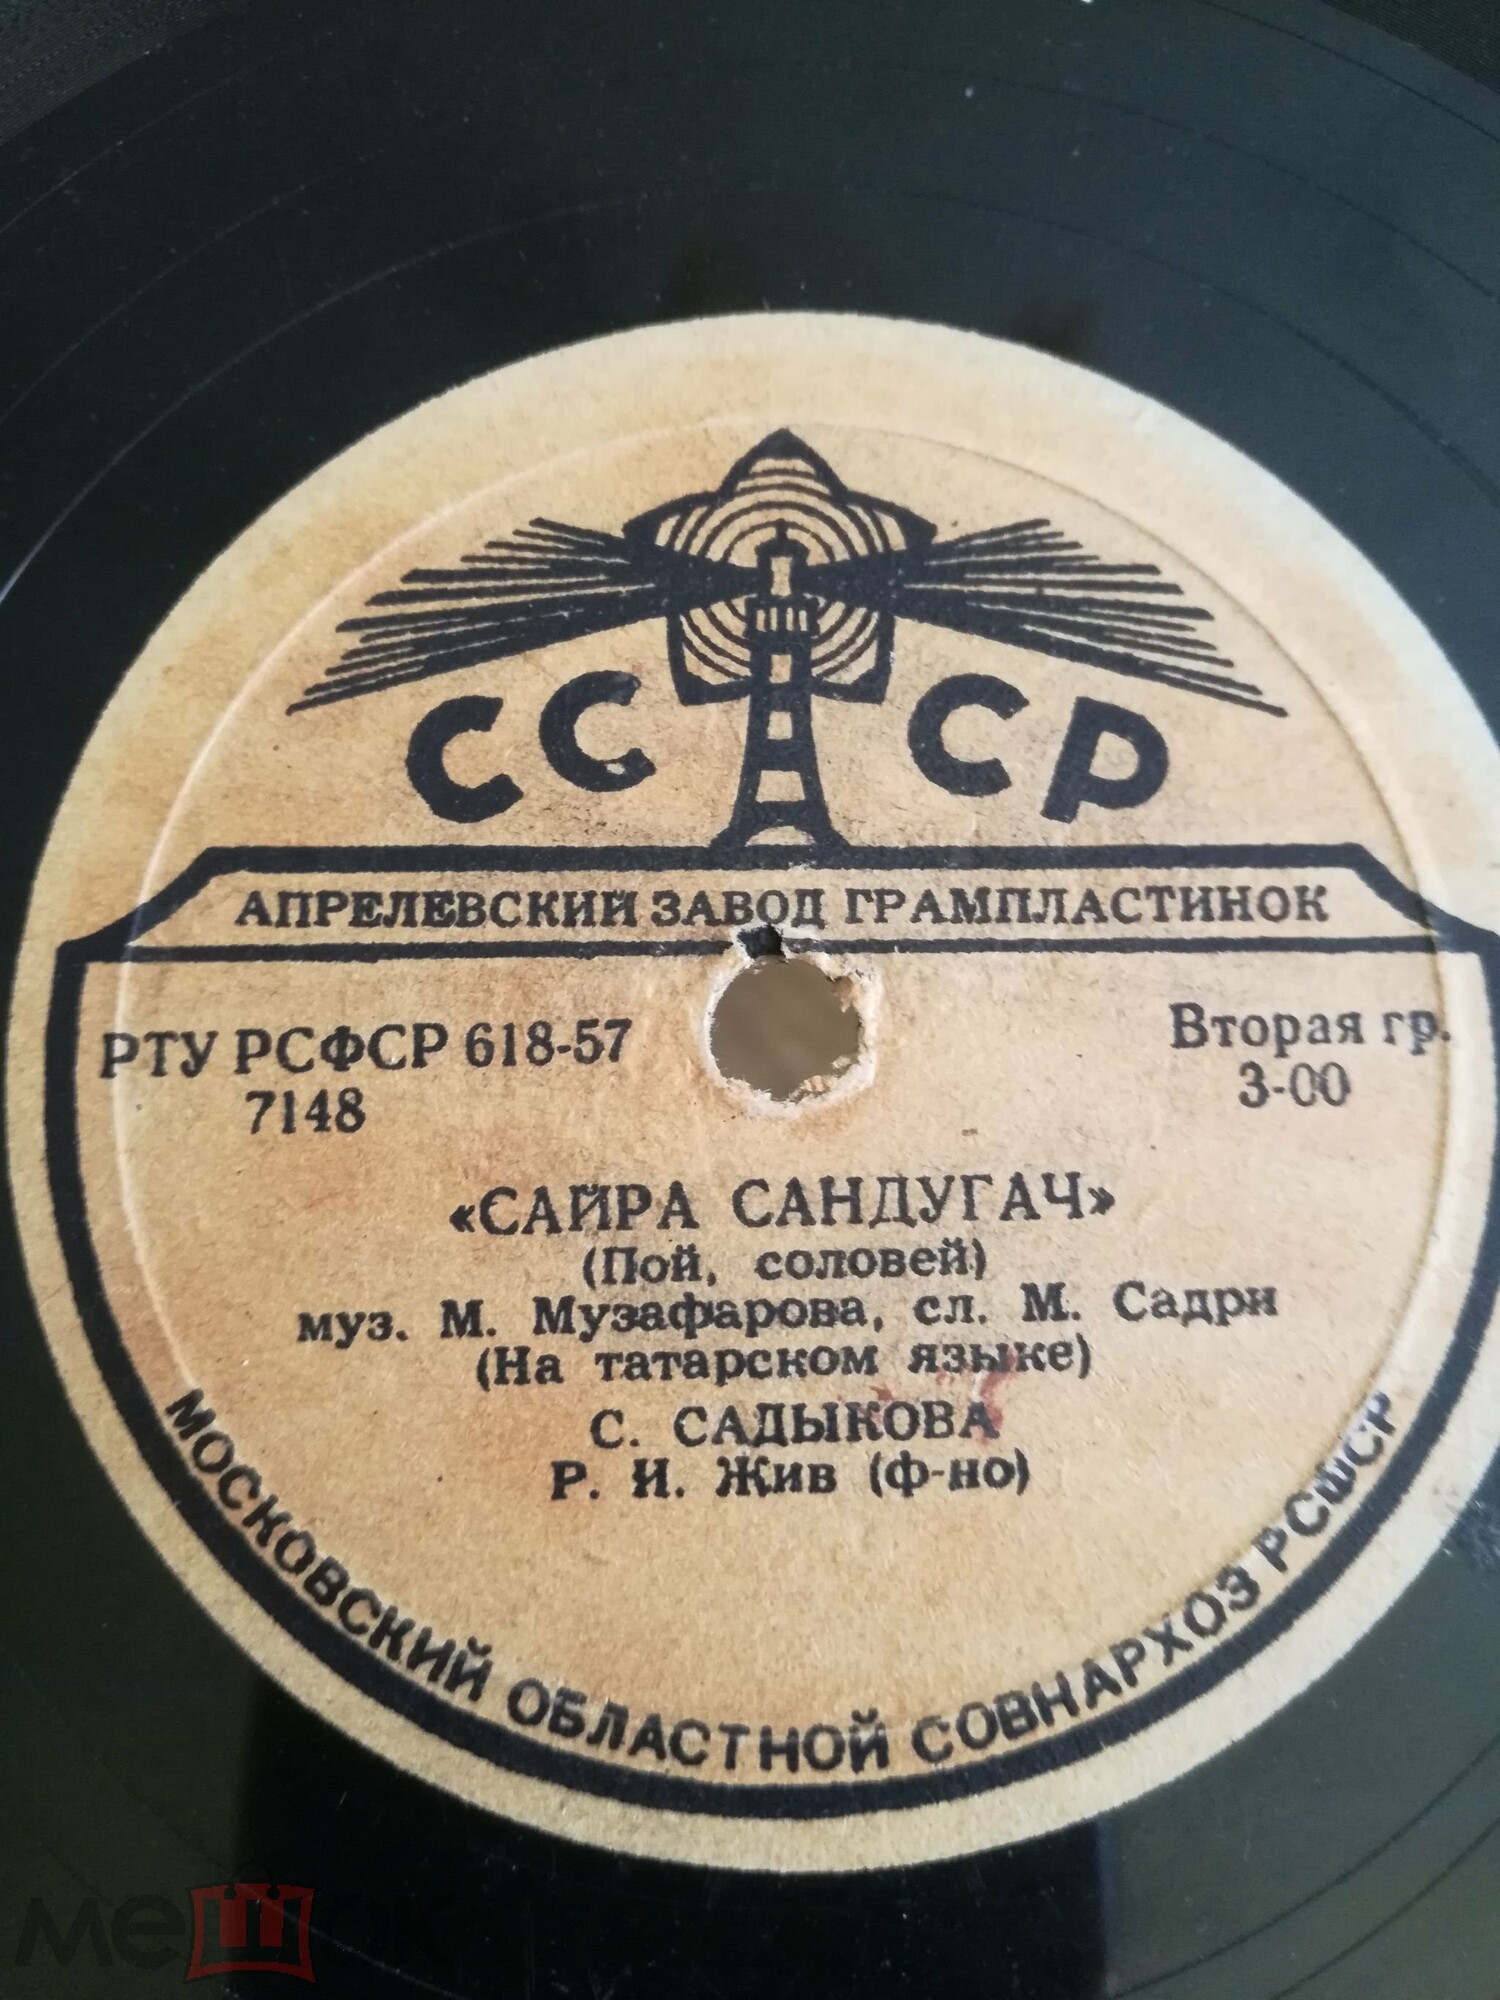 СССР
АПРЕЛЕВСКИЙ ЗАВОД ГРАМПЛАСТИНОК
РТУ РСФСР 618-57
7148
Вторая гр.
3-00
«САЙРА САНДУГАЧ»
(Пой, соловей)
муз. М. Музафарова, сл. М. Садри
(На татарском языке)
С. САДЫКОВА
Р. И. Жив (ф-но)
МОСКОВСКИЙ ОБЛАСТНОЙ СОВНАРХОЗ РСФСР
мешок